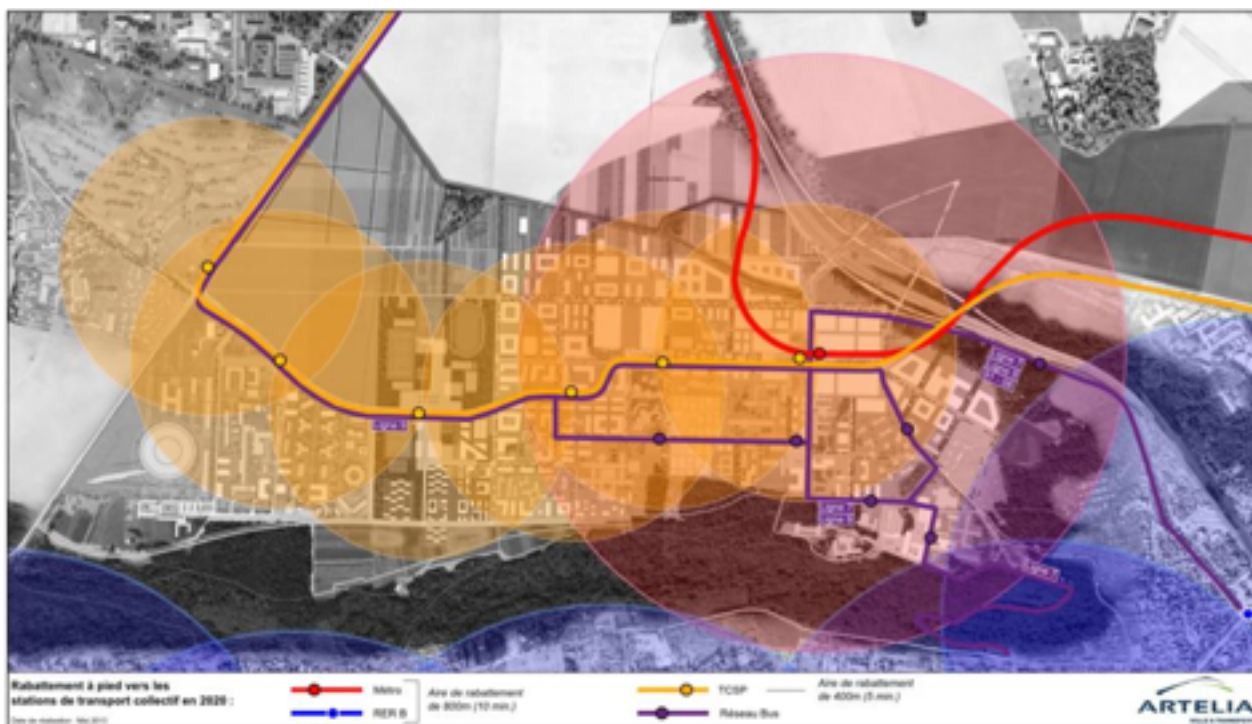 Rabattement à pied vers les
stations de transport collectif en 2020 :
Métro
RER B
Aire de rabattement
de 800m (10 min.)
TCSP
Réseau Bus
Aire de rabattement
de 400m (5 min.)
ARTELIA